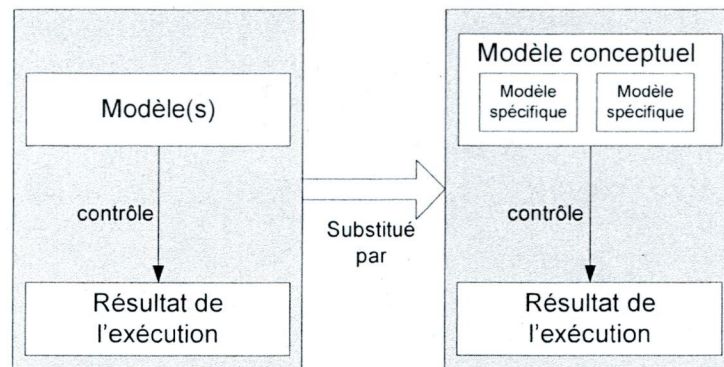 Modèle(s)
contrôle
Résultat de
l'exécution
Substitué
par
Modèle conceptuel
Modèle
spécifique
Modèle
spécifique
contrôle
Résultat de
l'exécution